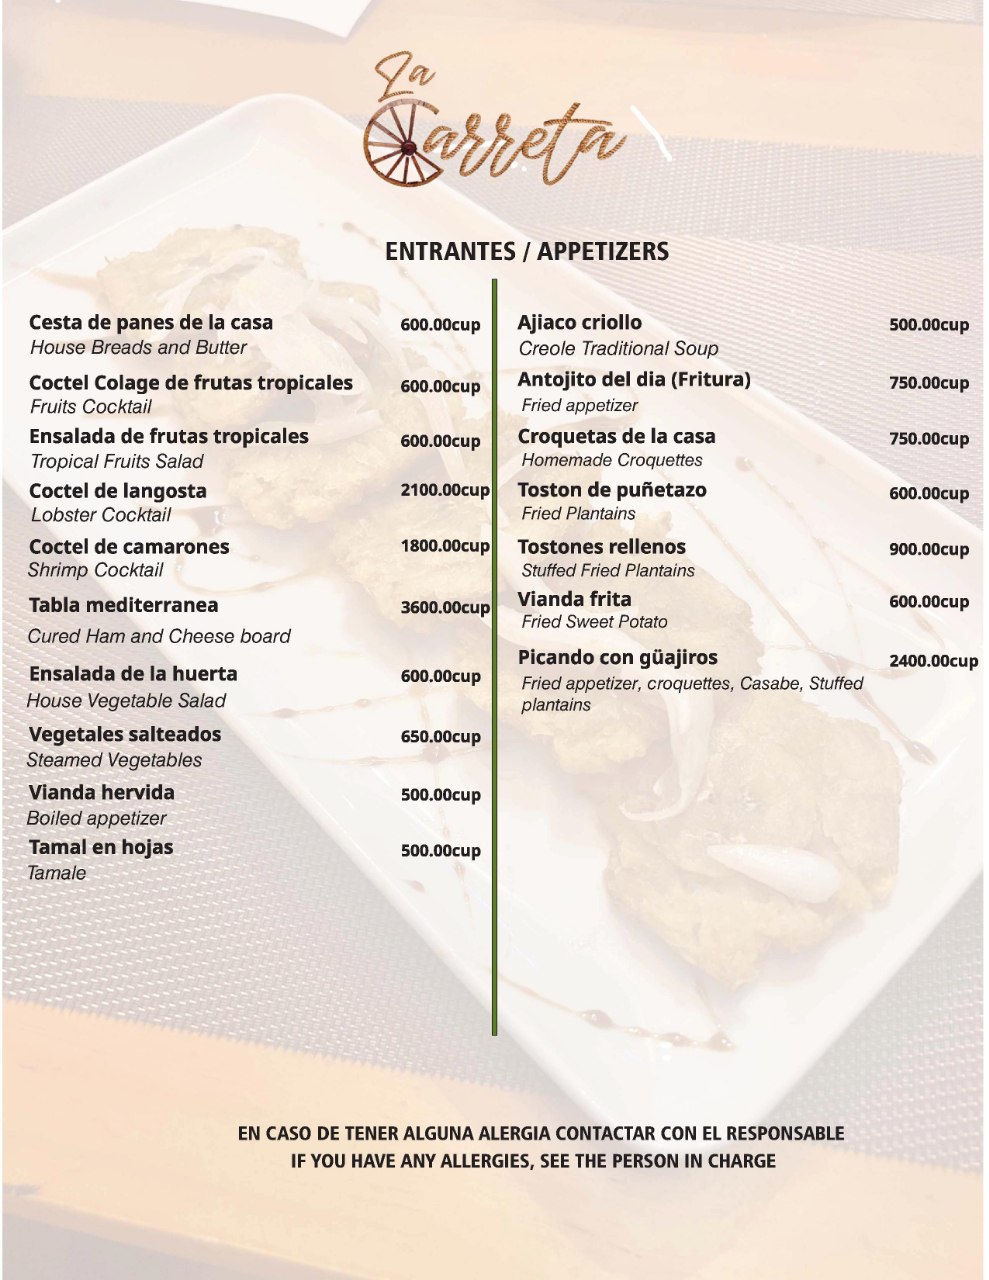 La
Carreta
ENTRANTES / APPETIZERS
Cesta de panes de la casa 600.00cup
House Breads and Butter
Coctel Colage de frutas tropicales 600.00cup
Fruits Cocktail
Ensalada de frutas tropicales 600.00cup
Tropical Fruits Salad
Coctel de langosta 2100.00cup
Lobster Cocktail
Coctel de camarones 1800.00cup
Shrimp Cocktail
Tabla mediterranea 3600.00cup
Cured Ham and Cheese board
Ensalada de la huerta 600.00cup
House Vegetable Salad
Vegetales salteados 650.00cup
Steamed Vegetables
Vianda hervida 500.00cup
Boiled appetizer
Tamal en hojas 500.00cup
Tamale
Ajiaco criollo 500.00cup
Creole Traditional Soup
Antojito del dia (Fritura) 750.00cup
Fried appetizer
Croquetas de la casa 750.00cup
Homemade Croquettes
Toston de puñetazo 600.00cup
Fried Plantains
Tostones rellenos 900.00cup
Stuffed Fried Plantains
Vianda frita 600.00cup
Fried Sweet Potato
Picando con güajiros 2400.00cup
Fried appetizer, croquettes, Casabe, Stuffed
plantains
EN CASO DE TENER ALGUNA ALERGIA CONTACTAR CON EL RESPONSABLE
IF YOU HAVE ANY ALLERGIES, SEE THE PERSON IN CHARGE